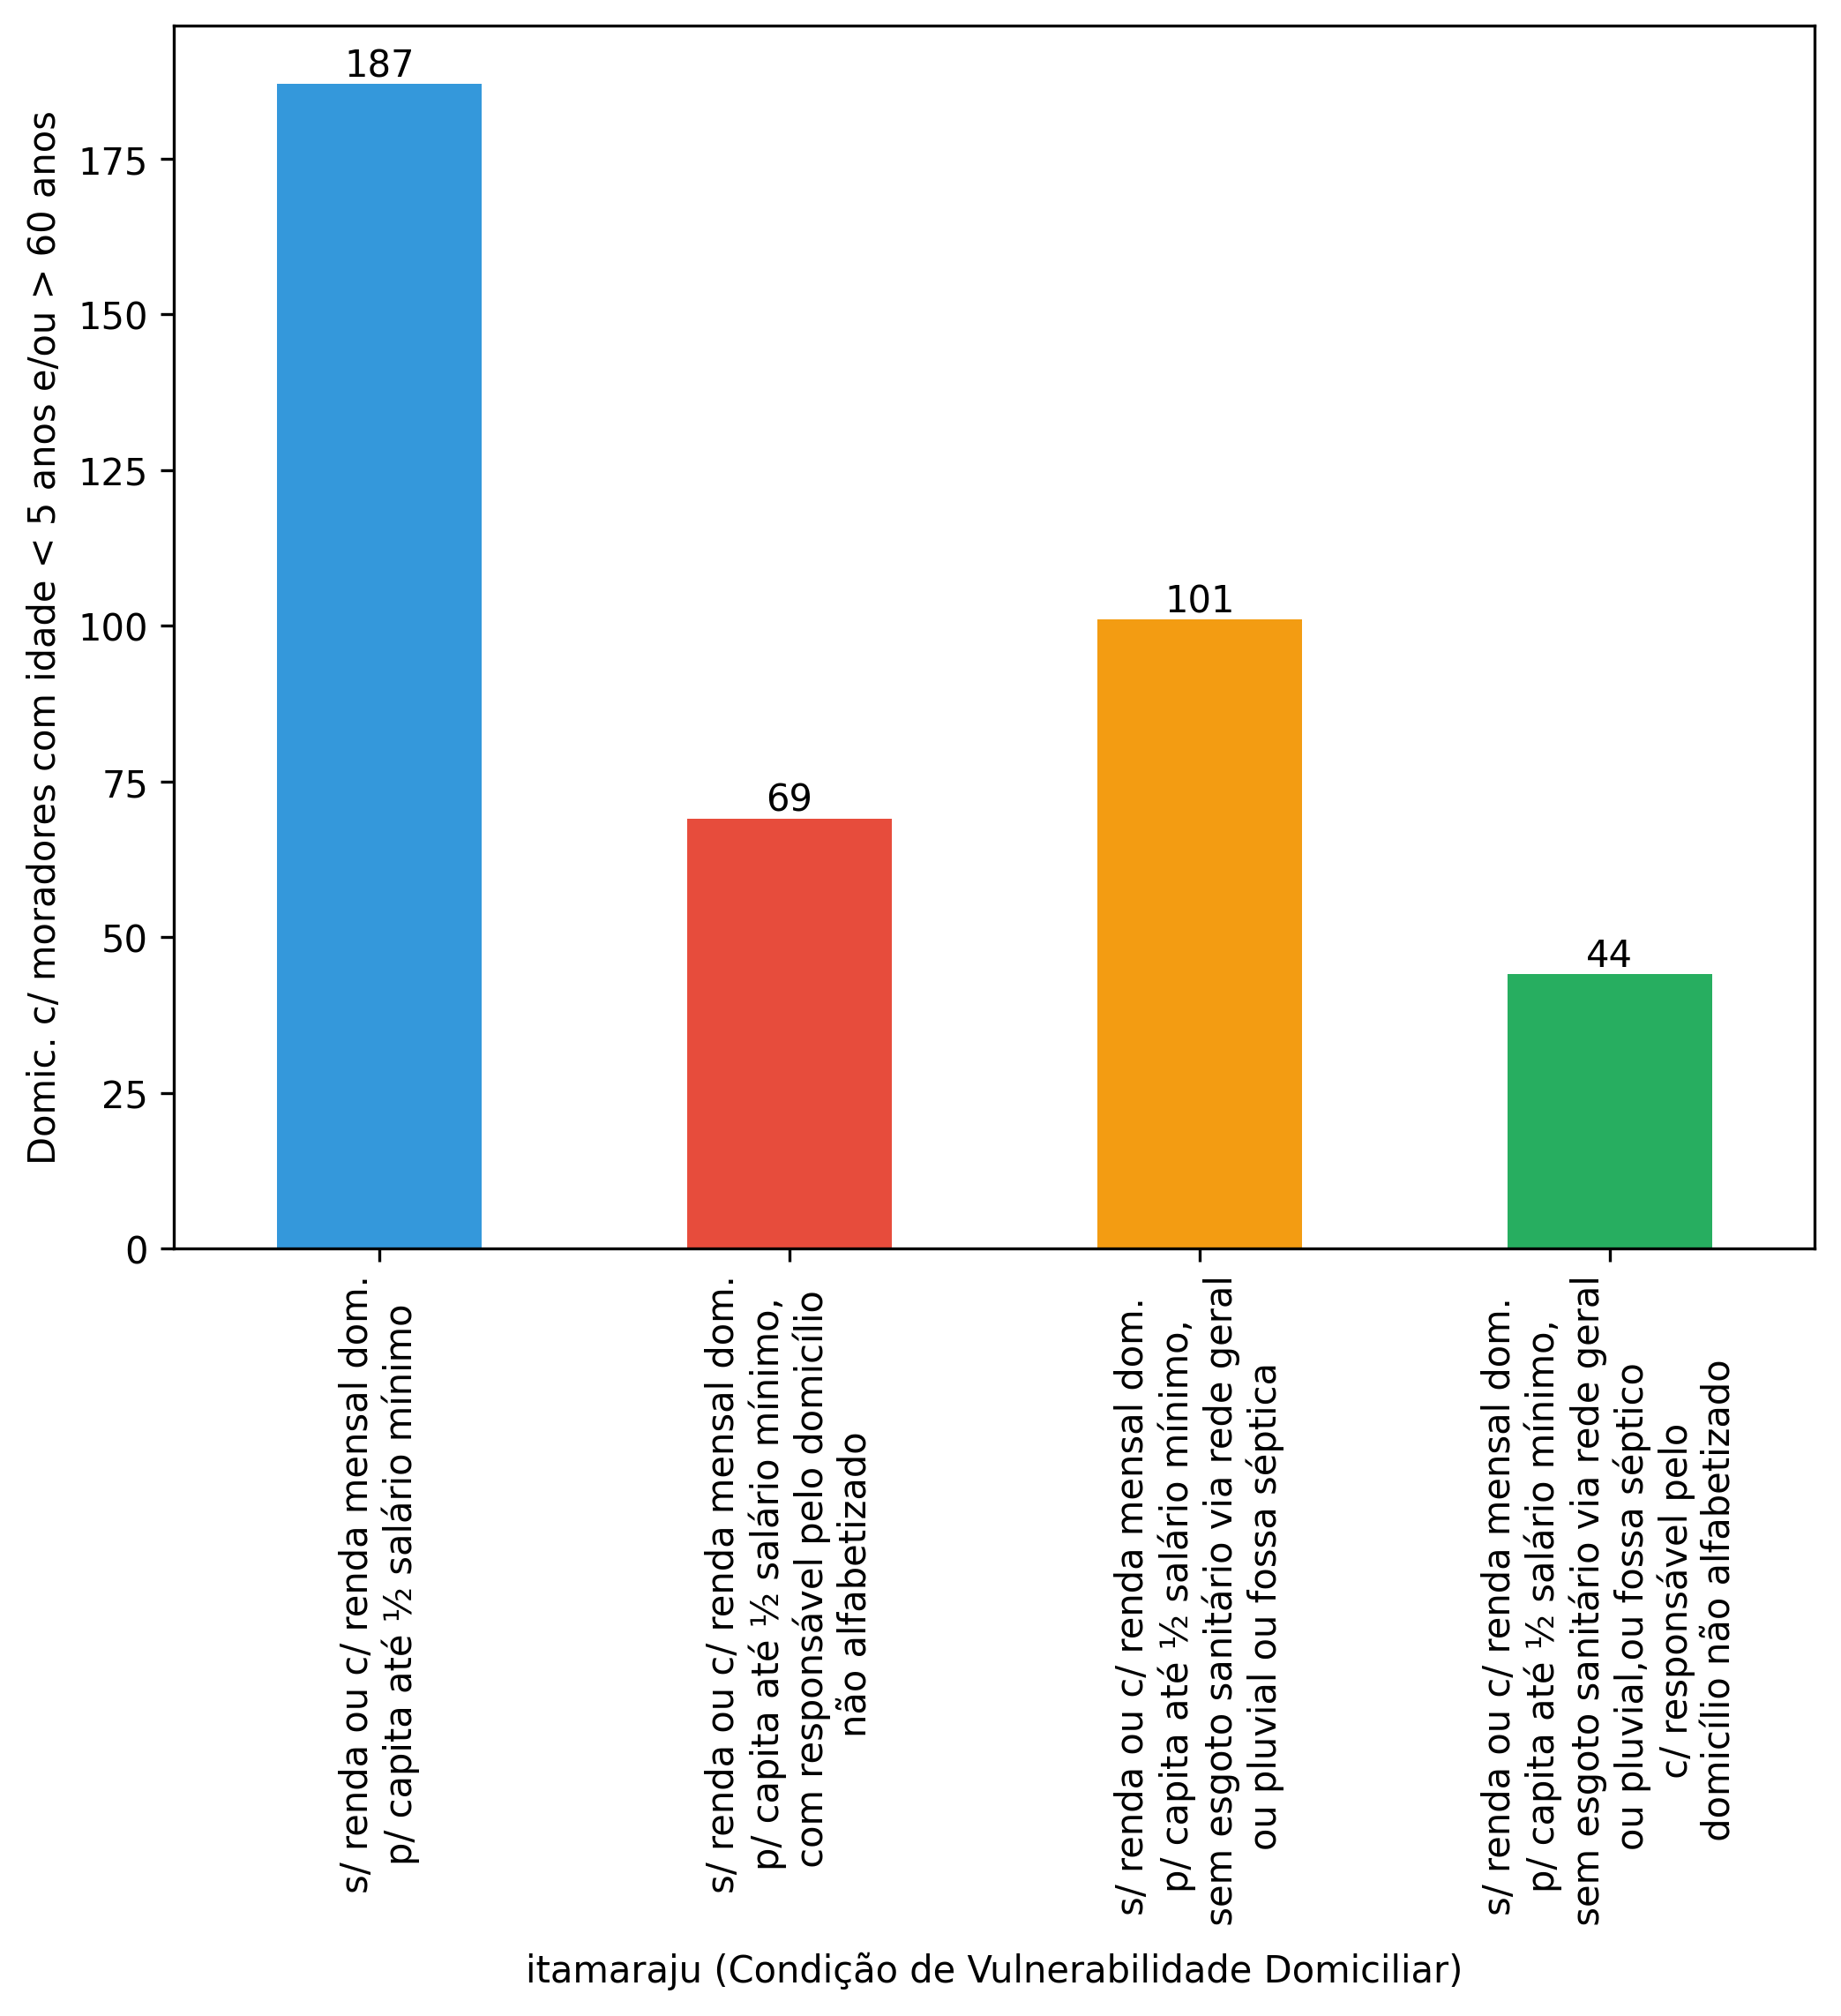 Domic. c/ moradores com idade < 5 anos e/ou > 60 anos
175
150
125
100
75
50
25
0
187
69
101
44
s/ renda ou c/ renda mensal dom.
p/ capita até ½ salário mínimo
s/ renda ou c/ renda mensal dom.
p/ capita até ½ salário mínimo,
com responsável pelo domicílio
não alfabetizado
s/ renda ou c/ renda mensal dom.
p/ capita até ½ salário mínimo,
sem esgoto sanitário via rede geral
ou pluvial ou fossa séptica
s/ renda ou c/ renda mensal dom.
p/ capita até ½ salário mínimo,
sem esgoto sanitário via rede geral
ou pluvial,ou fossa séptico
c/ responsável pelo
domicílio não alfabetizado
itamaraju (Condição de Vulnerabilidade Domiciliar)